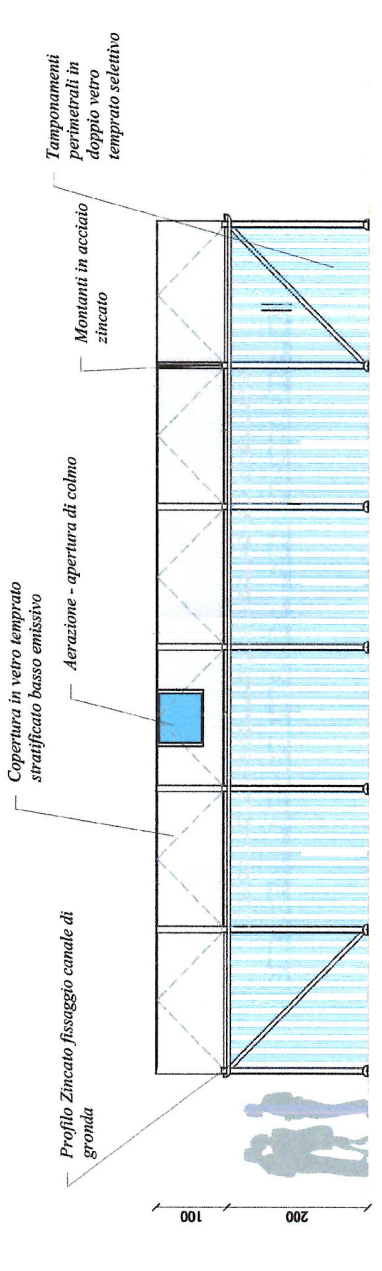 Profilo Zincato fissaggio canale di
gronda
Copertura in vetro temprato
stratificato basso emissivo
Aerazione - apertura di colmo
Montanti in acciaio
zincato
Tamponamenti
perimetrali in
doppio vetro
temprato selettivo
100
200